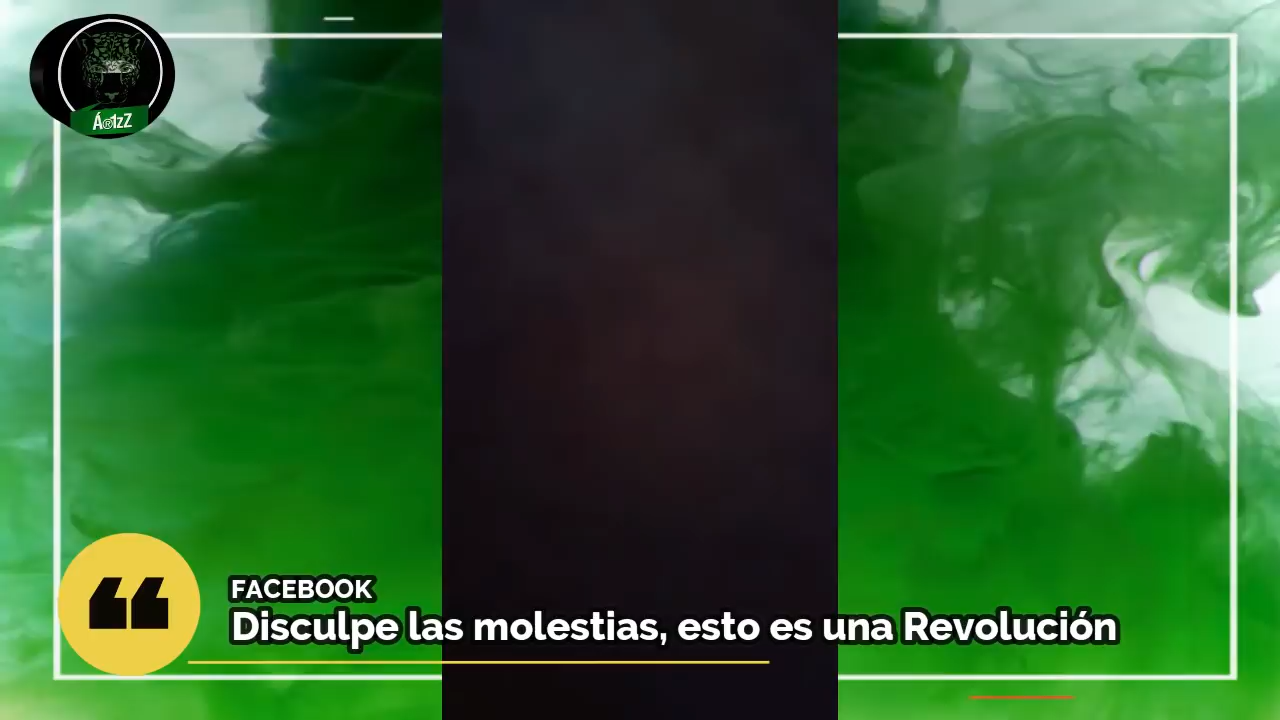 Á®1zZ
FACEBOOK
Disculpe las molestias, esto es una Revolución